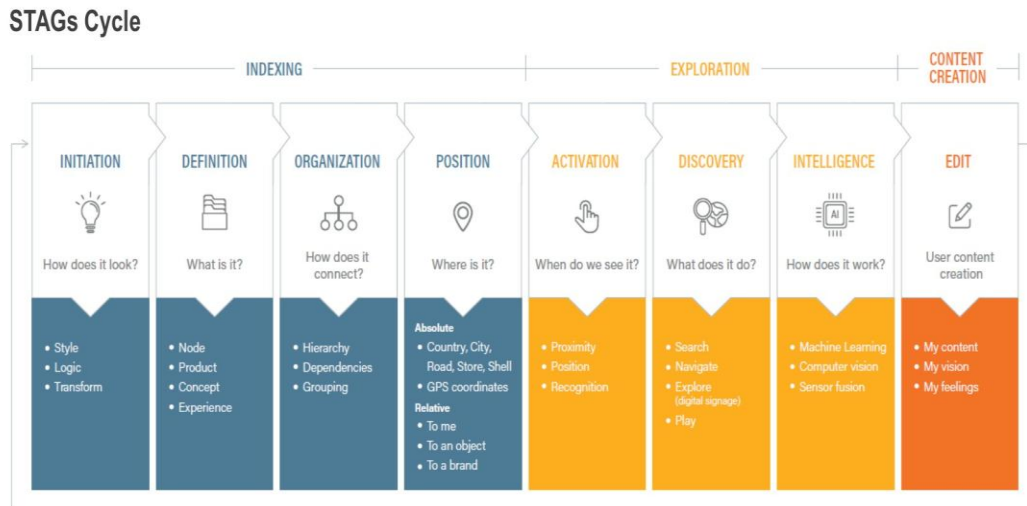 STAGs Cycle
INDEXING
EXPLORATION
CONTENT
CREATION
INITIATION
How does it look?
• Style
• Logic
• Transform
DEFINITION
What is it?
• Node
• Product
• Concept
• Experience
ORGANIZATION
How does it
connect?
• Hierarchy
• Dependencies
• Grouping
POSITION
Where is it?
Absolute
• Country, City,
Road, Store, Shelf
• GPS coordinates
Relative
• To me
• To an object
• To a brand
ACTIVATION
When do we see it?
• Proximity
• Position
• Recognition
DISCOVERY
What does it do?
• Search
• Navigate
• Explore
(digital signage)
• Play
INTELLIGENCE
AI
How does it work?
• Machine Learning
• Computer vision
• Sensor fusion
EDIT
User content
creation
• My content
• My vision
• My feelings